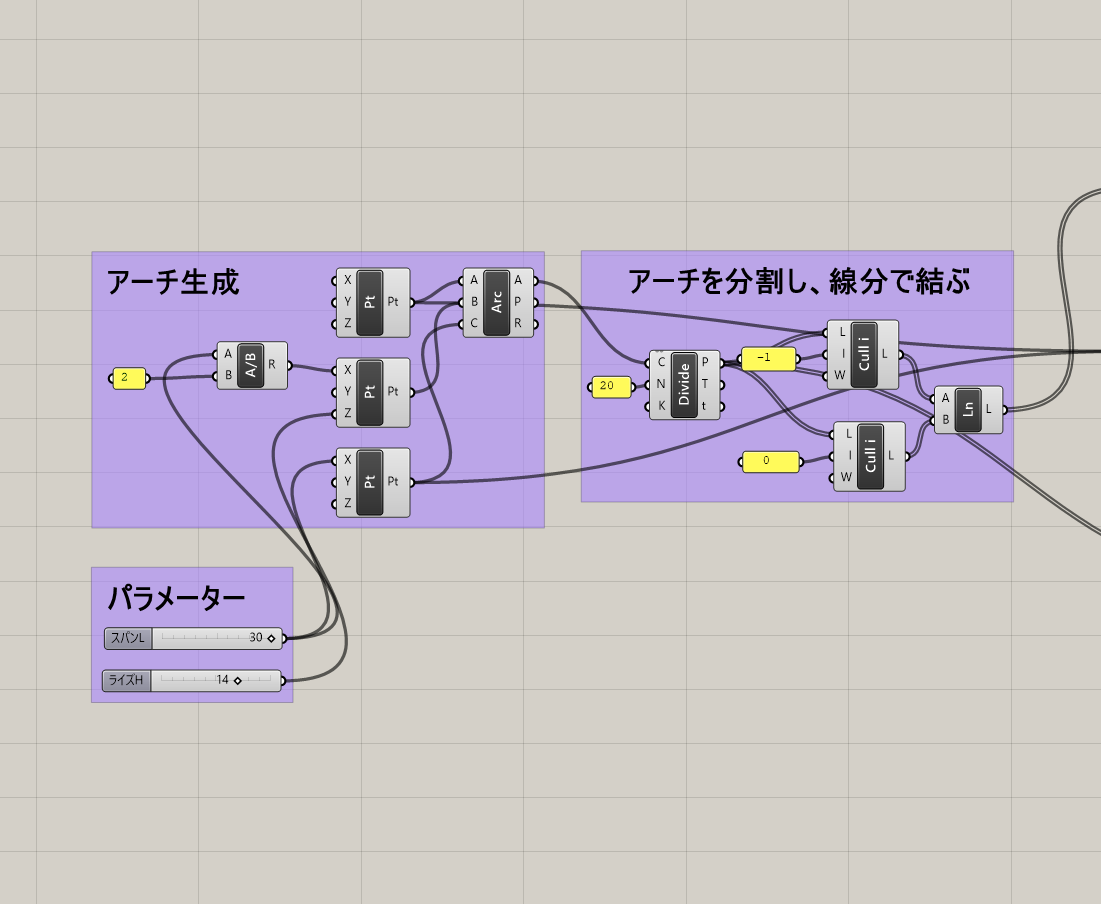 アーチ生成
X
Y
Z
Pt
Pt
A
B
C
Arc
A
P
R
2
A
B
A/B
R
X
Y
Z
Pt
Pt
X
Y
Z
Pt
Pt
アーチを分割し、線分で結ぶ
20
C
N
K
Divide
P
T
t
-1
L
I
W
Cull i
L
0
L
I
W
Cull i
L
A
B
Ln
L
パラメーター
スパンL 30
ライズH 14